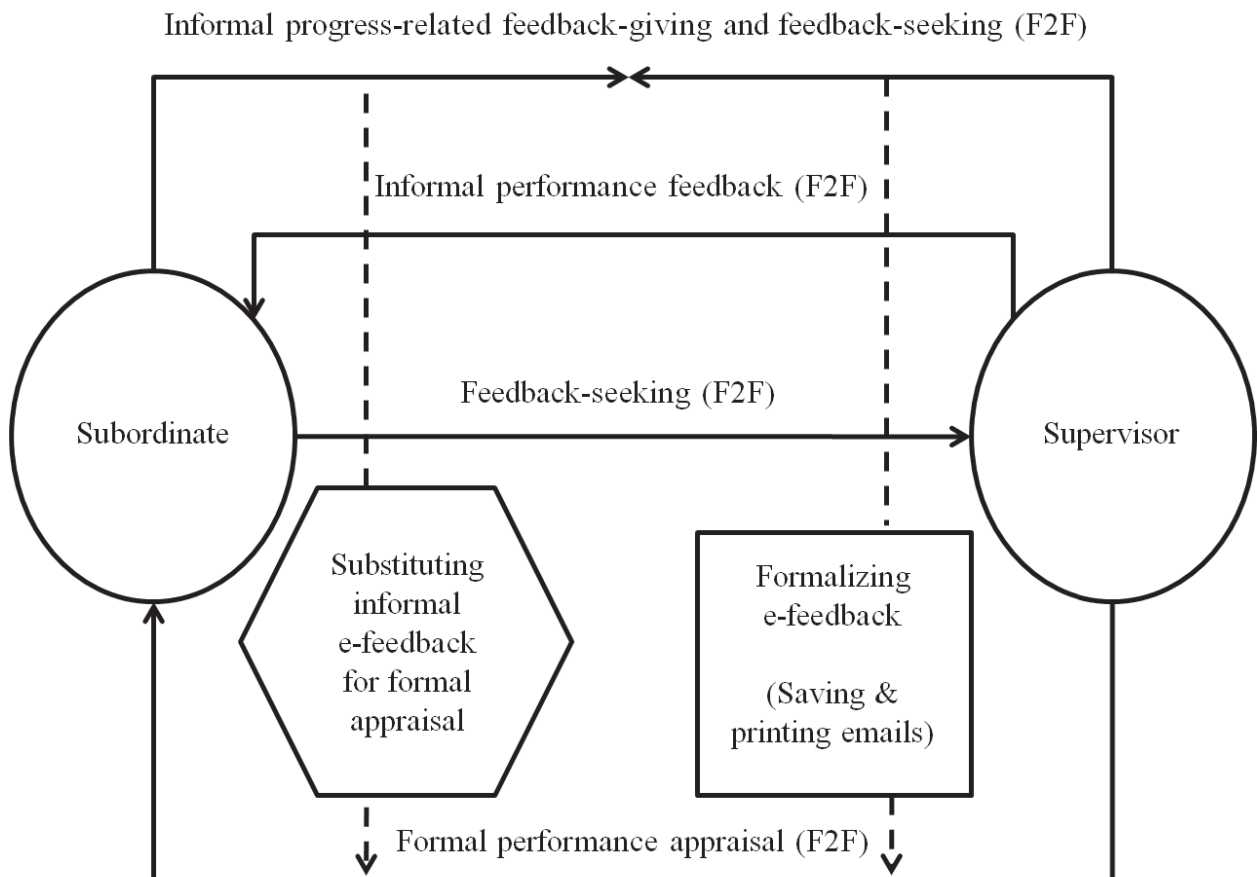 Informal progress-related feedback-giving and feedback-seeking (F2F)
Informal performance feedback (F2F)
Feedback-seeking (F2F)
Subordinate
Supervisor
Substituting
informal
e-feedback
for formal
appraisal
Formalizing
e-feedback
(Saving &
printing emails)
Formal performance appraisal (F2F)